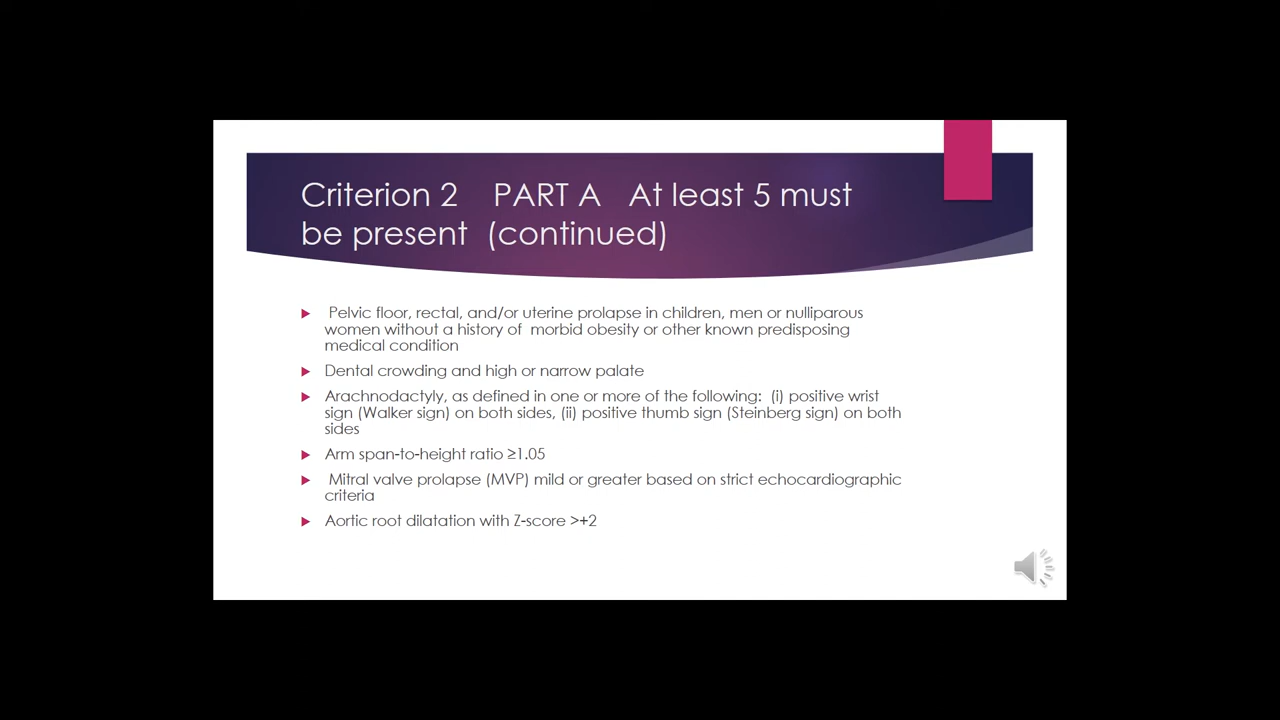 Criterion 2 PART A At least 5 must
be present (continued)
Pelvic floor, rectal, and/or uterine prolapse in children, men or nulliparous
women without a history of morbid obesity or other known predisposing
medical condition
Dental crowding and high or narrow palate
Arachnodactyly, as defined in one or more of the following: (i) positive wrist
sign (Walker sign) on both sides, (ii) positive thumb sign (Steinberg sign) on both
sides
Arm span-to-height ratio ≥1.05
Mitral valve prolapse (MVP) mild or greater based on strict echocardiographic
criteria
Aortic root dilatation with Z-score >+2